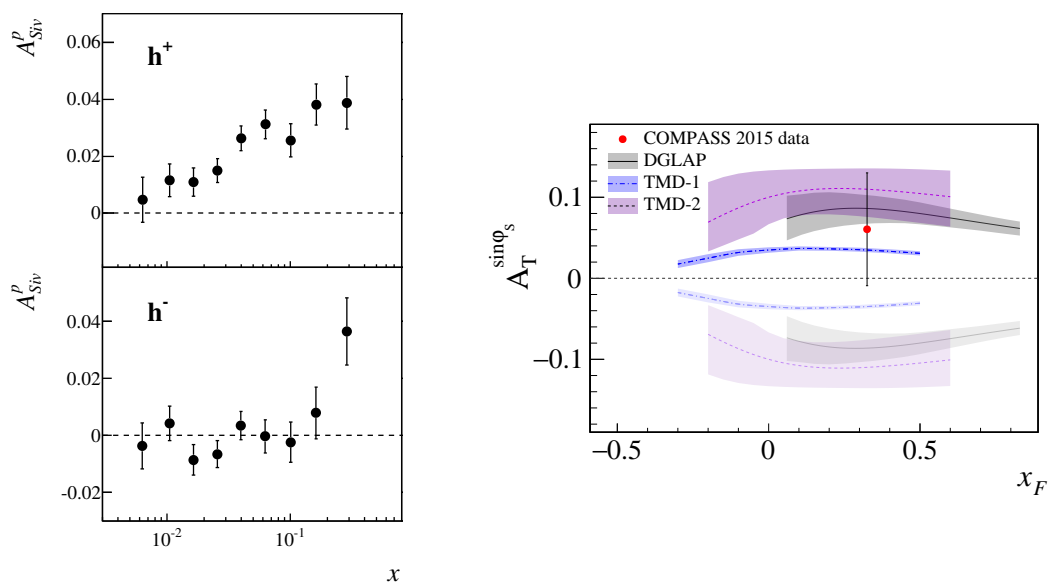 A^p_Siv
0.06
h+
0.04
0.02
0
A^p_Siv
h-
0.04
0.02
0
-0.02
10^-2
10^-1
x
COMPASS 2015 data
DGLAP
TMD-1
TMD-2
A_T^sinφ_s
0.1
0
−0.1
−0.5
0
0.5
x_F